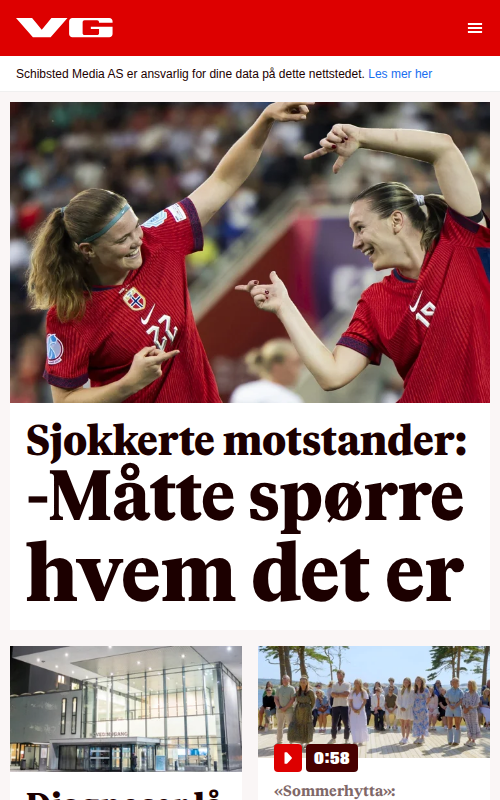 VG
Schibsted Media AS er ansvarlig for dine data på dette nettstedet. Les mer her
22
15
Sjokkerte motstander:
-Måtte spørre
hvem det er
0:58
«Sommerhytta»: